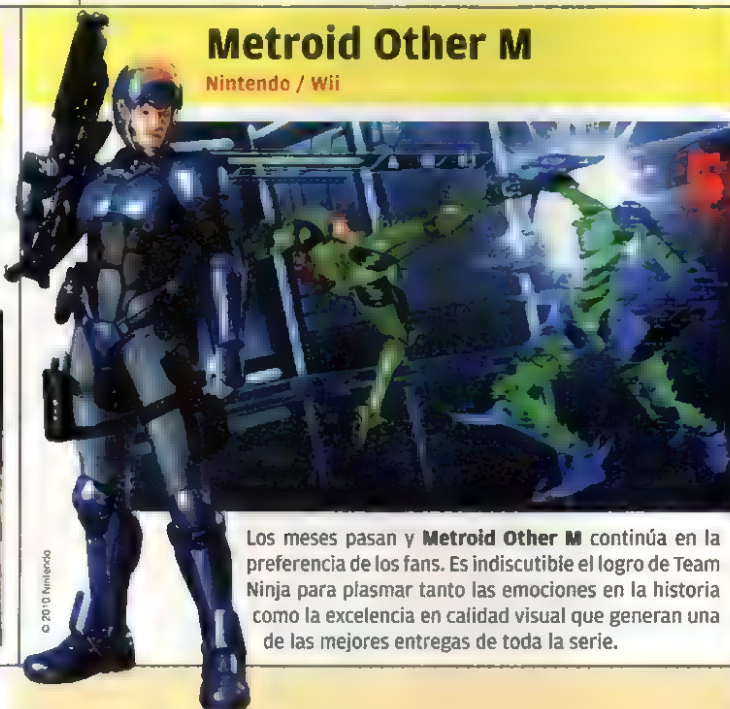 Metroid Other M
Nintendo / Wii
© 2010 Nintendo
Los meses pasan y Metroid Other M continúa en la
preferencia de los fans. Es indiscutible el logro de Team
Ninja para plasmar tanto las emociones en la historia
como la excelencia en calidad visual que generan una
de las mejores entregas de toda la serie.